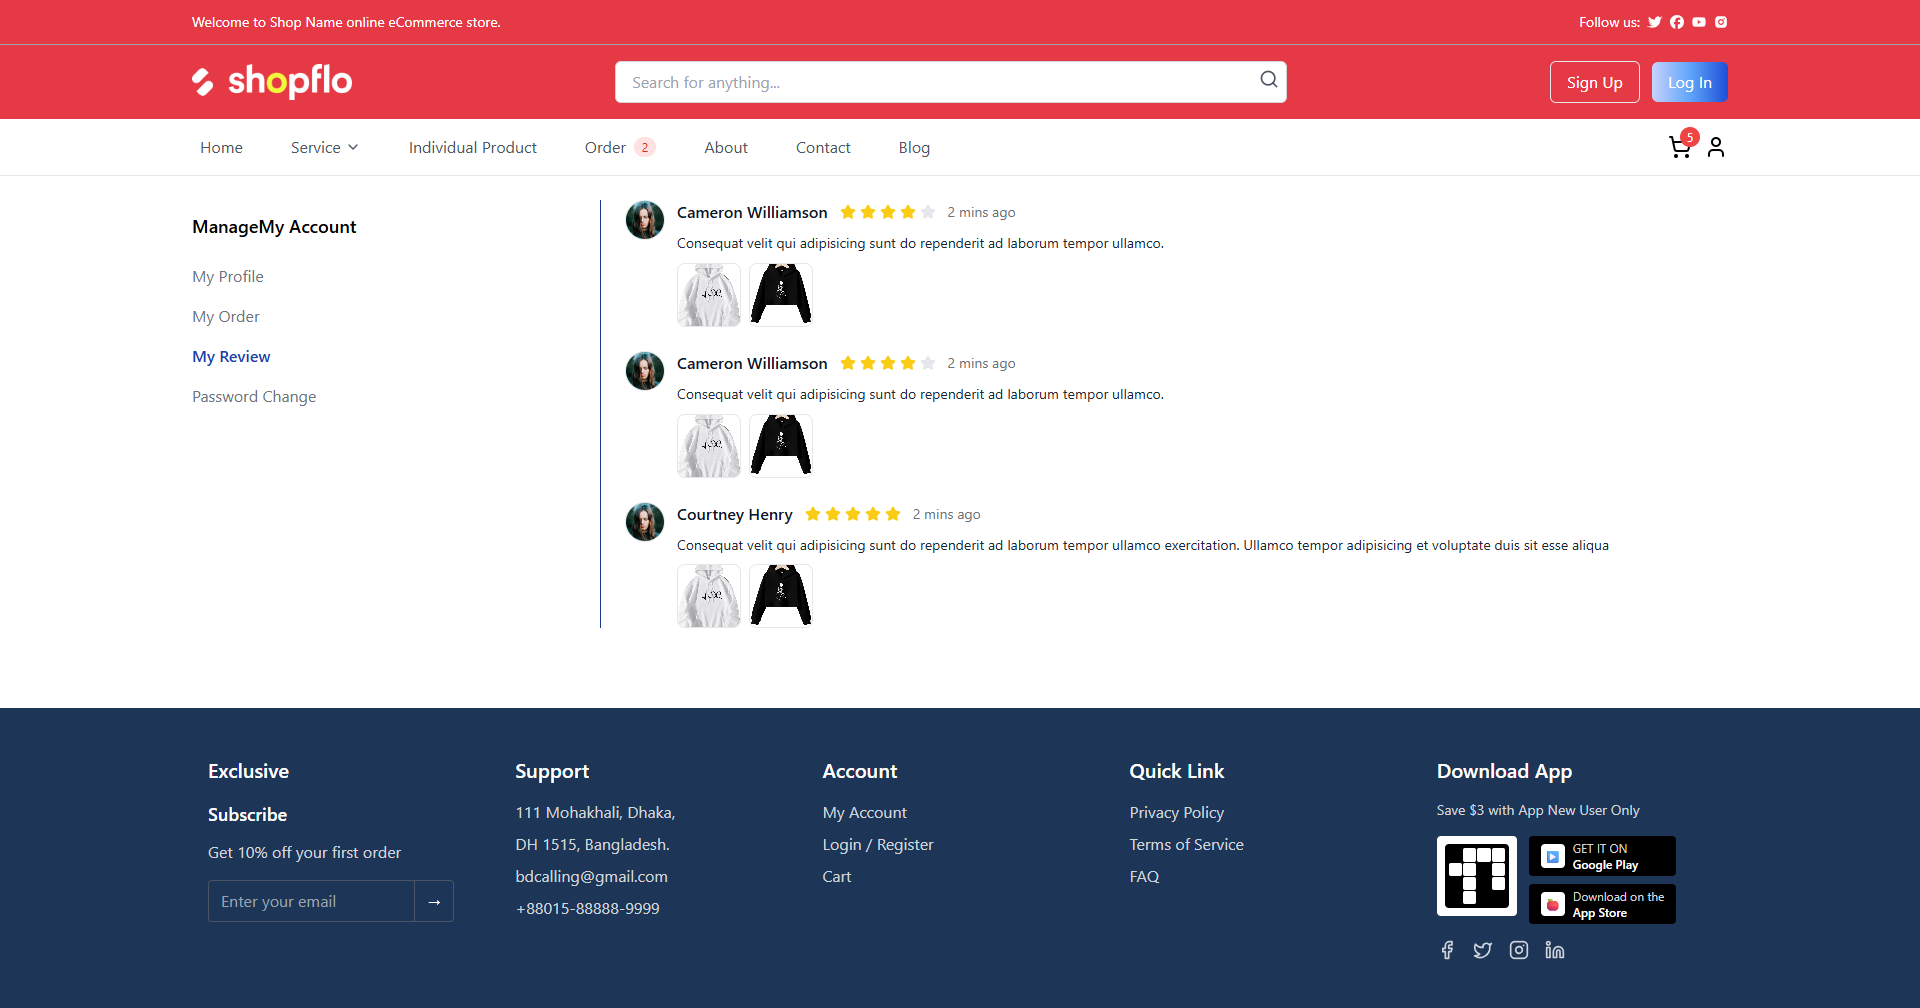 Welcome to Shop Name online eCommerce store.
Follow us:
shopflo
Search for anything...
Sign Up
Log In
Home
Service
Individual Product
Order 2
About
Contact
Blog
5
ManageMy Account
My Profile
My Order
My Review
Password Change
Cameron Williamson 2 mins ago
Consequat velit qui adipisicing sunt do rependerit ad laborum tempor ullamco.
Cameron Williamson 2 mins ago
Consequat velit qui adipisicing sunt do rependerit ad laborum tempor ullamco.
Courtney Henry 2 mins ago
Consequat velit qui adipisicing sunt do rependerit ad laborum tempor ullamco exercitation. Ullamco tempor adipisicing et voluptate duis sit esse aliqua
Exclusive
Subscribe
Get 10% off your first order
Enter your email →
Support
111 Mohakhali, Dhaka,
DH 1515, Bangladesh.
bdcalling@gmail.com
+88015-88888-9999
Account
My Account
Login / Register
Cart
Quick Link
Privacy Policy
Terms of Service
FAQ
Download App
Save $3 with App New User Only
GET IT ON
Google Play
Download on the
App Store